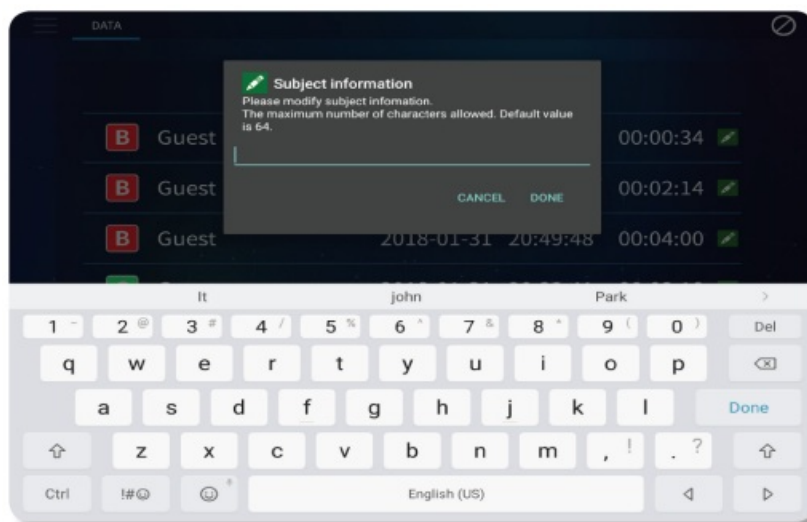 DATA
Subject information
Please modify subject infomation.
The maximum number of characters allowed. Default value
is 64.
B Guest 00:00:34
B Guest 00:02:14
CANCEL DONE
B Guest 2018-01-31 20:49:48 00:04:00
It john Park >
1 - 2 @ 3 # 4 / 5 % 6 ^ 7 & 8 * 9 ( 0 ) Del
q w e r t y u i o p
a s d f g h j k l Done
z x c v b n m , ! . ?
Ctrl !#☺ English (US)